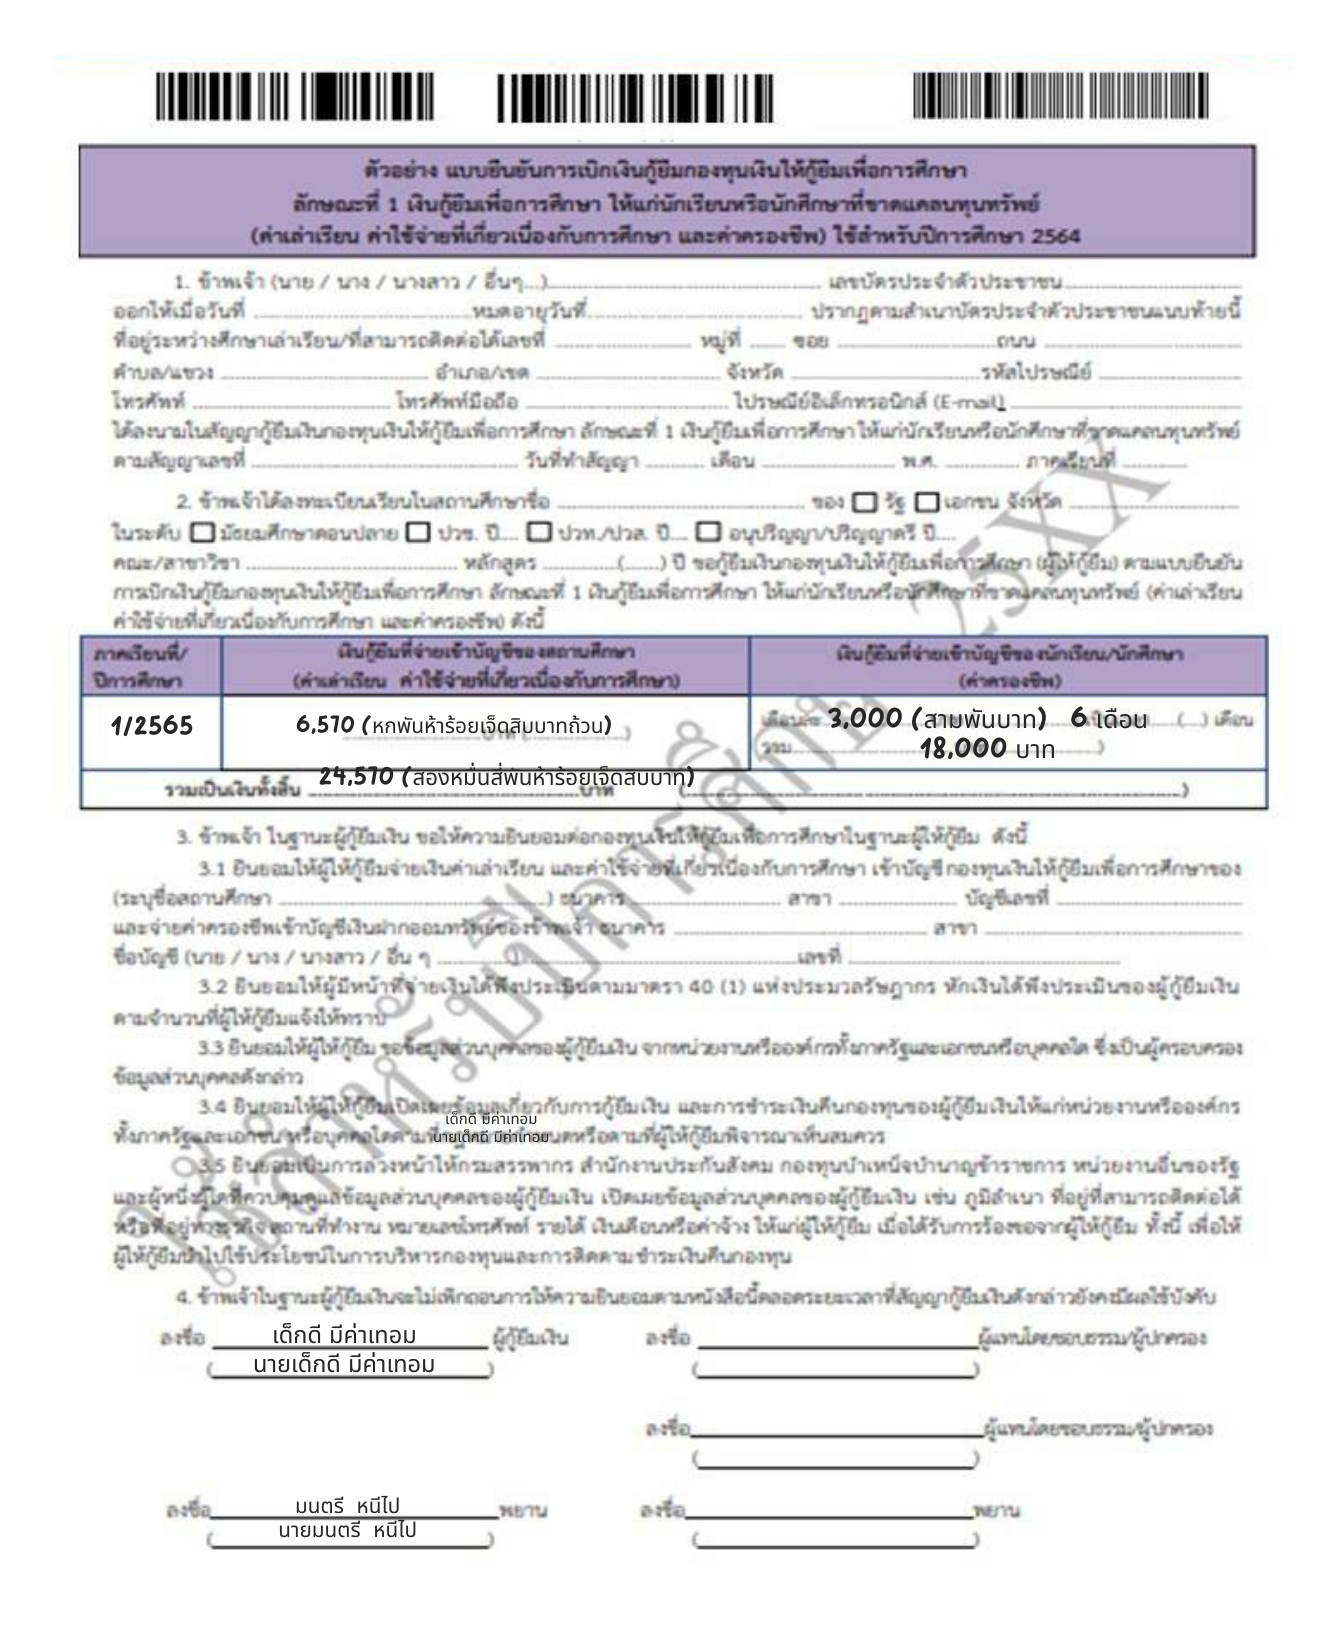 ตัวอย่าง แบบยืนยันการเบิกเงินกู้ยืมกองทุนเงินให้กู้ยืมเพื่อการศึกษา
ลักษณะที่ 1 เงินกู้ยืมเพื่อการศึกษา ให้แก่นักเรียนหรือนักศึกษาที่ขาดแคลนทุนทรัพย์
(ค่าเล่าเรียน ค่าใช้จ่ายที่เกี่ยวเนื่องกับการศึกษา และค่าครองชีพ) ใช้สำหรับปีการศึกษา 2564
1. ข้าพเจ้า (นาย / นาง / นางสาว / อื่นๆ...)........ เลขบัตรประจำตัวประชาชน........
ออกให้เมื่อวันที่ ........หมดอายุวันที่........ ปรากฏตามสำเนาบัตรประจำตัวประชาชนแนบท้ายนี้
ที่อยู่ระหว่างศึกษาเล่าเรียน/ที่สามารถติดต่อได้เลขที่ ........ หมู่ที่ ........ ซอย ........ถนน ........
ตำบล/แขวง ........ อำเภอ/เขต ........ จังหวัด ........รหัสไปรษณีย์ ........
โทรศัพท์ ........ โทรศัพท์มือถือ ........ ไปรษณีย์อิเล็กทรอนิกส์ (E-mail)........
ได้ลงนามในสัญญากู้ยืมเงินกองทุนเงินให้กู้ยืมเพื่อการศึกษา ลักษณะที่ 1 เงินกู้ยืมเพื่อการศึกษา ให้แก่นักเรียนหรือนักศึกษาที่ขาดแคลนทุนทรัพย์
ตามสัญญาเลขที่ ........ วันที่ทำสัญญา ........ เดือน ........ พ.ศ. ........ ภาคเรียนที่ ........
2. ข้าพเจ้าได้ลงทะเบียนเรียนในสถานศึกษาชื่อ ........ ของ ☐ รัฐ ☐ เอกชน จังหวัด ........
ในระดับ ☐ มัธยมศึกษาตอนปลาย ☐ ปวช. ปี.... ☐ ปวท./ปวส. ปี.... ☐ อนุปริญญา/ปริญญาตรี ปี....
คณะ/สาขาวิชา ........ หลักสูตร ........(......) ปี ขอกู้ยืมเงินกองทุนเงินให้กู้ยืมเพื่อการศึกษา (ผู้ให้กู้ยืม) ตามแบบยืนยัน
การเบิกเงินกู้ยืมกองทุนเงินให้กู้ยืมเพื่อการศึกษา ลักษณะที่ 1 เงินกู้ยืมเพื่อการศึกษา ให้แก่นักเรียนหรือนักศึกษาที่ขาดแคลนทุนทรัพย์ (ค่าเล่าเรียน
ค่าใช้จ่ายที่เกี่ยวเนื่องกับการศึกษา และค่าครองชีพ) ดังนี้
ภาคเรียนที่/
ปีการศึกษา
เงินกู้ยืมที่จ่ายเข้าบัญชีของสถานศึกษา
(ค่าเล่าเรียน ค่าใช้จ่ายที่เกี่ยวเนื่องกับการศึกษา)
เงินกู้ยืมที่จ่ายเข้าบัญชีของนักเรียน/นักศึกษา
(ค่าครองชีพ)
1/2565
6,570 (หกพันห้าร้อยเจ็ดสิบบาทถ้วน)
เดือนละ 3,000 (สามพันบาท) 6 เดือน ....(....) เดือน
รวม........ 18,000 บาท ........)
24,570 (สองหมื่นสี่พันห้าร้อยเจ็ดสิบบาท)
รวมเป็นเงินทั้งสิ้น ........บาท (........)
3. ข้าพเจ้า ในฐานะผู้กู้ยืมเงิน ขอให้ความยินยอมต่อกองทุนเงินให้กู้ยืมเพื่อการศึกษาในฐานะผู้ให้กู้ยืม ดังนี้
3.1 ยินยอมให้ผู้ให้กู้ยืมจ่ายเงินค่าเล่าเรียน และค่าใช้จ่ายที่เกี่ยวเนื่องกับการศึกษา เข้าบัญชีกองทุนเงินให้กู้ยืมเพื่อการศึกษาของ
(ระบุชื่อสถานศึกษา ........) ธนาคาร ........ สาขา ........ บัญชีเลขที่ ........
และจ่ายค่าครองชีพเข้าบัญชีเงินฝากออมทรัพย์ของข้าพเจ้า ธนาคาร ........ สาขา ........
ชื่อบัญชี (นาย / นาง / นางสาว / อื่น ๆ ........)........ เลขที่ ........
3.2 ยินยอมให้ผู้มีหน้าที่จ่ายเงินได้พึงประเมินตามมาตรา 40 (1) แห่งประมวลรัษฎากร หักเงินได้พึงประเมินของผู้กู้ยืมเงิน
ตามจำนวนที่ผู้ให้กู้ยืมแจ้งให้ทราบ
3.3 ยินยอมให้ผู้ให้กู้ยืม ขอข้อมูลส่วนบุคคลของผู้กู้ยืมเงิน จากหน่วยงานหรือองค์กรทั้งภาครัฐและเอกชนหรือบุคคลใด ซึ่งเป็นผู้ครอบครอง
ข้อมูลส่วนบุคคลดังกล่าว
3.4 ยินยอมให้ผู้ให้กู้ยืมเปิดเผยข้อมูลเกี่ยวกับการกู้ยืมเงิน และการชำระเงินคืนกองทุนของผู้กู้ยืมเงินให้แก่หน่วยงานหรือองค์กร
เด็กดี มีค่าเทอม
ทั้งภาครัฐและเอกชน หรือบุคคลใดตามที่ หรือตามที่ผู้ให้กู้ยืมพิจารณาเห็นสมควร
นายเด็กดี มีค่าเทอม
3.5 ยินยอมเป็นการล่วงหน้าให้กรมสรรพากร สำนักงานประกันสังคม กองทุนบำเหน็จบำนาญข้าราชการ หน่วยงานอื่นของรัฐ
และผู้หนึ่งผู้ใดที่ควบคุมดูแลข้อมูลส่วนบุคคลของผู้กู้ยืมเงิน เปิดเผยข้อมูลส่วนบุคคลของผู้กู้ยืมเงิน เช่น ภูมิลำเนา ที่อยู่ที่สามารถติดต่อได้
หรือที่อยู่ทางธุรกิจ สถานที่ทำงาน หมายเลขโทรศัพท์ รายได้ เงินเดือนหรือค่าจ้าง ให้แก่ผู้ให้กู้ยืม เมื่อได้รับการร้องขอจากผู้ให้กู้ยืม ทั้งนี้ เพื่อให้
ผู้ให้กู้ยืมนำไปใช้ประโยชน์ในการบริหารกองทุนและการติดตามชำระเงินคืนกองทุน
4. ข้าพเจ้าในฐานะผู้กู้ยืมเงินจะไม่เพิกถอนการให้ความยินยอมตามหนังสือนี้ตลอดระยะเวลาที่สัญญากู้ยืมเงินดังกล่าวยังคงมีผลใช้บังคับ
ลงชื่อ เด็กดี มีค่าเทอม ผู้กู้ยืมเงิน ลงชื่อ ________ผู้แทนโดยชอบธรรม/ผู้ปกครอง
(นายเด็กดี มีค่าเทอม) (________)
ลงชื่อ________ผู้แทนโดยชอบธรรม/ผู้ปกครอง
(________)
ลงชื่อ มนตรี หนีไป พยาน ลงชื่อ________พยาน
(นายมนตรี หนีไป) (________)
ใช้สำหรับปีการศึกษา 25XX